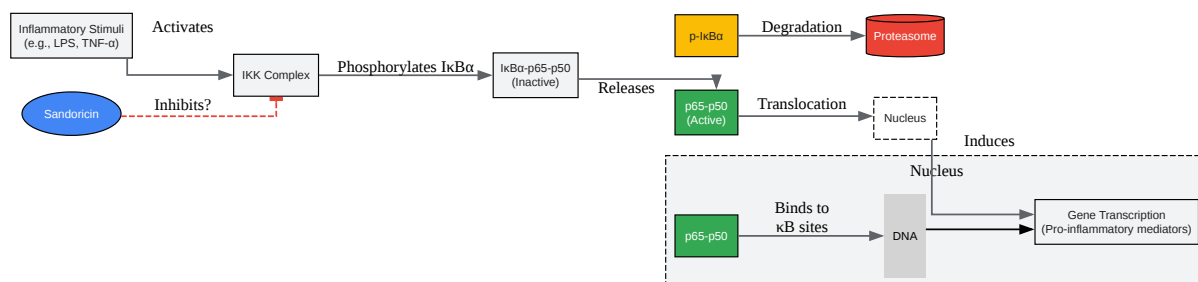 Inflammatory Stimuli
(e.g., LPS, TNF-α)
Activates
IKK Complex
Phosphorylates IκBα
IκBα-p65-p50
(Inactive)
Releases
p-IκBα
Degradation
Proteasome
Sandoricin
Inhibits?
p65-p50
(Active)
Translocation
Nucleus
Induces
Nucleus
p65-p50
Binds to
κB sites
DNA
Gene Transcription
(Pro-inflammatory mediators)